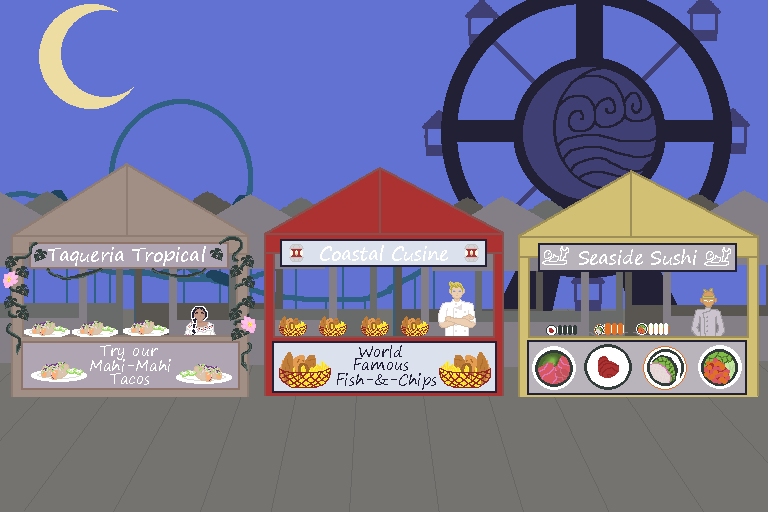 Taqueria Tropical
Coastal Cusine
Seaside Sushi
Try our
Mahi-Mahi
Tacos
World
Famous
Fish-&-Chips